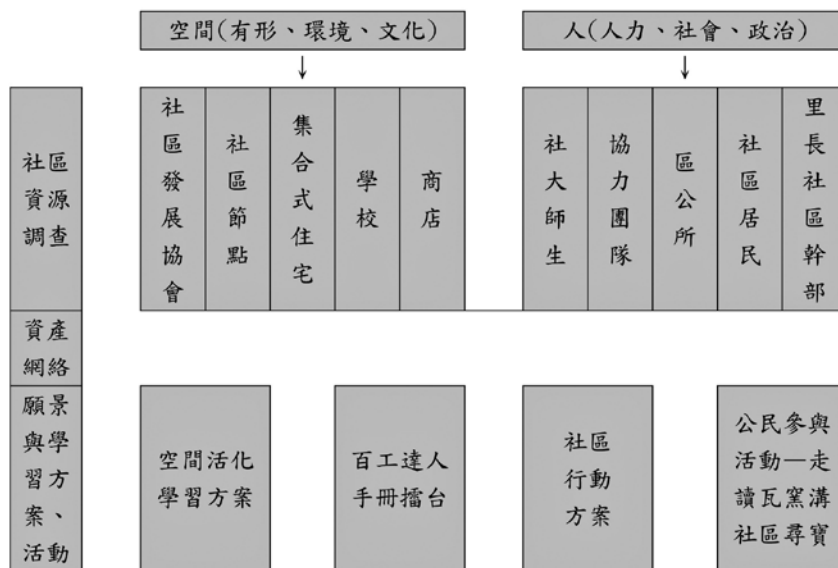 空間(有形、環境、文化)
人(人力、社會、政治)
社區
資源
調查
社區發展協會
社區節點
集合式住宅
學校
商店
社大師生
協力團隊
區公所
社區居民
里長社區幹部
資產
網絡
願景
與學
習方
案、
活動
空間活化
學習方案
百工達人
手冊擂台
社區
行動
方案
公民參與
活動—走
讀瓦窯溝
社區尋寶